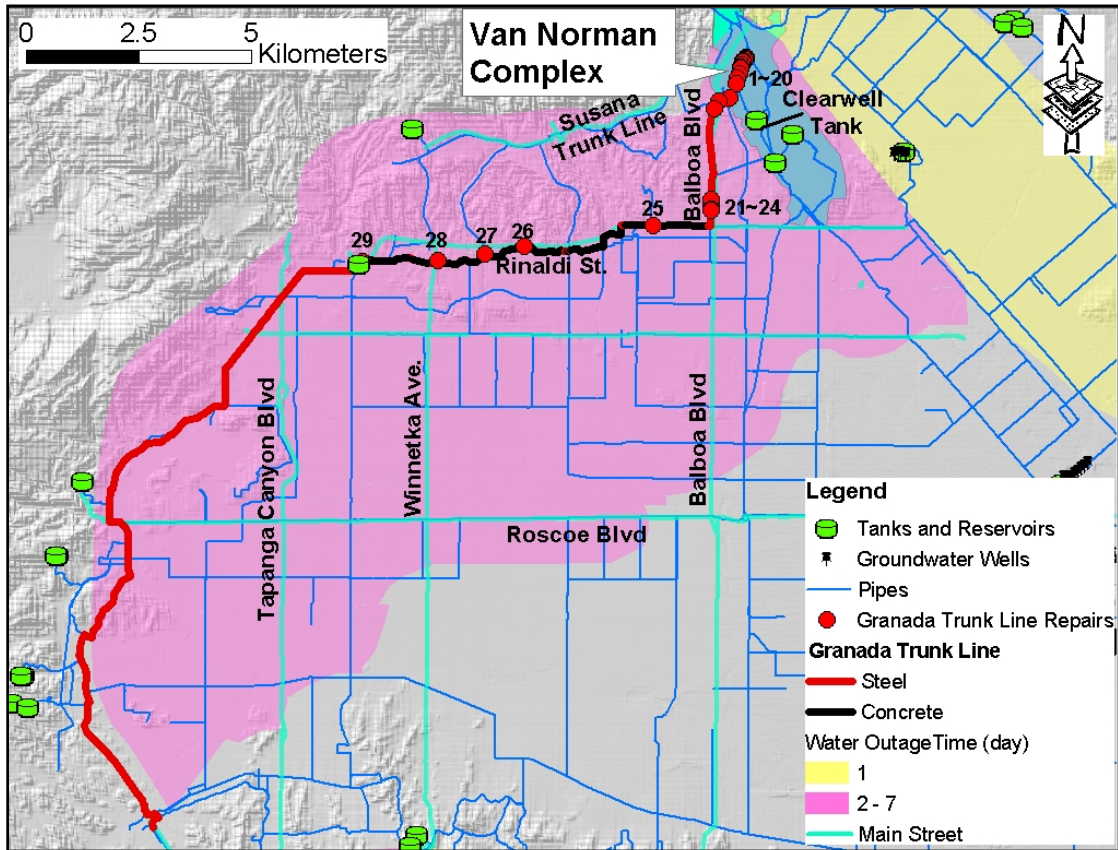 0 2.5 5
Kilometers
Van Norman
Complex
N
1~20
Clearwell
Tank
Susana
Trunk Line
Balboa Blvd
21~24
25
26
27
28
29
Rinaldi St.
Tapanga Canyon Blvd
Winnetka Ave.
Balboa Blvd
Roscoe Blvd
Legend
Tanks and Reservoirs
Groundwater Wells
Pipes
Granada Trunk Line Repairs
Granada Trunk Line
Steel
Concrete
Water OutageTime (day)
1
2 - 7
Main Street